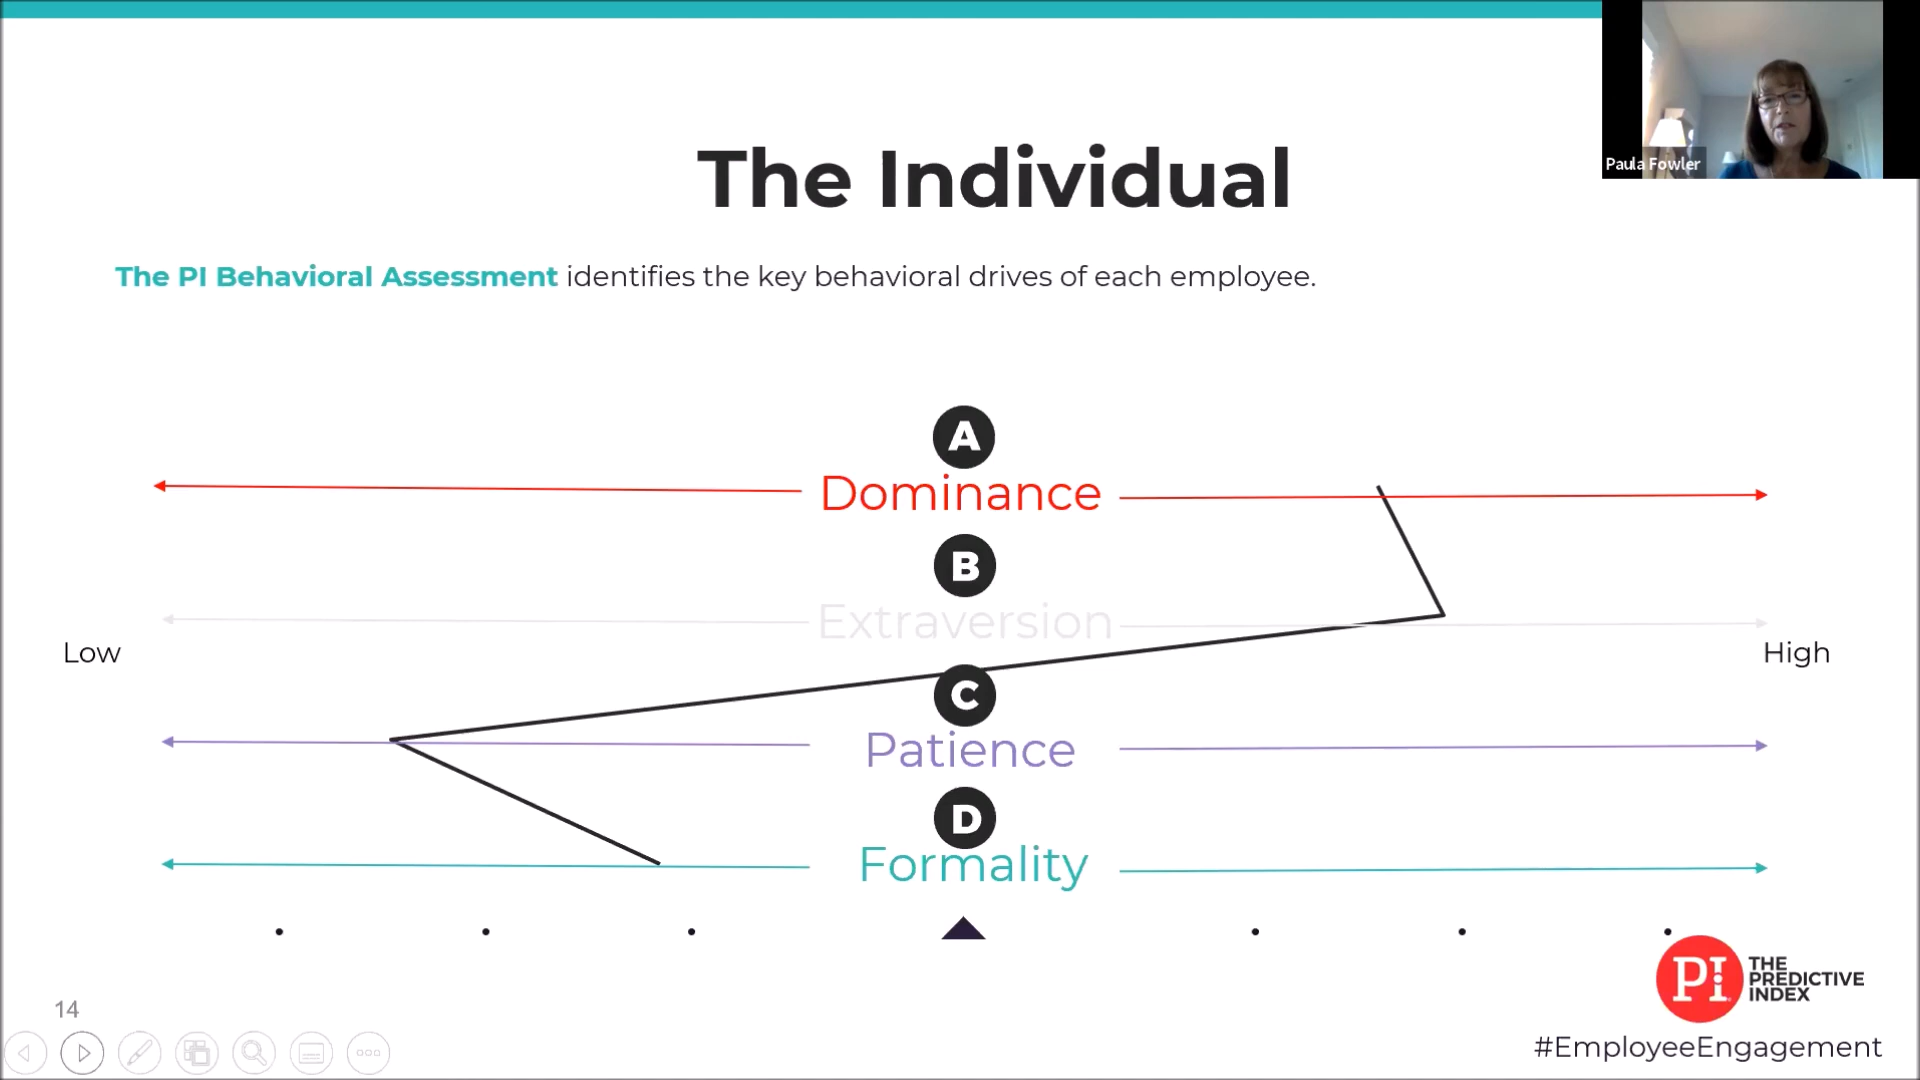 Paula Fowler
The Individual
The PI Behavioral Assessment identifies the key behavioral drives of each employee.
A
Dominance
B
Extraversion
Low
High
C
Patience
D
Formality
PI
THE
PREDICTIVE
INDEX
14
#EmployeeEngagement